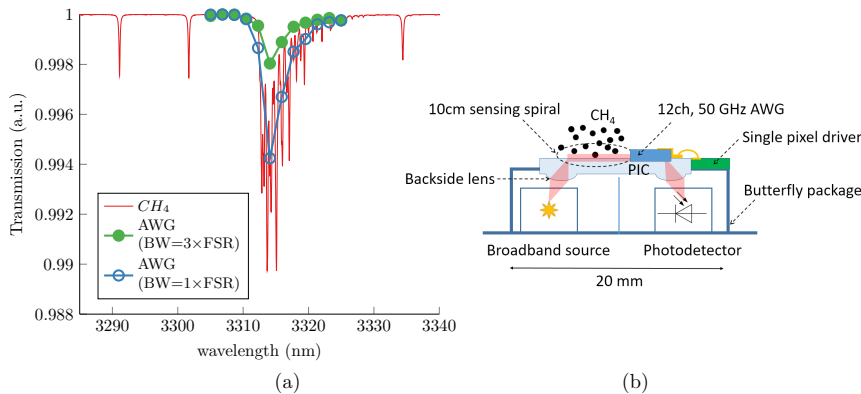 1
0.998
0.996
0.994
0.992
0.99
0.988
Transmission (a.u.)
CH4
AWG
(BW=3×FSR)
AWG
(BW=1×FSR)
3290 3300 3310 3320 3330 3340
wavelength (nm)
(a)
10cm sensing spiral
CH4
12ch, 50 GHz AWG
Single pixel driver
PIC
Backside lens
Butterfly package
Broadband source
Photodetector
20 mm
(b)